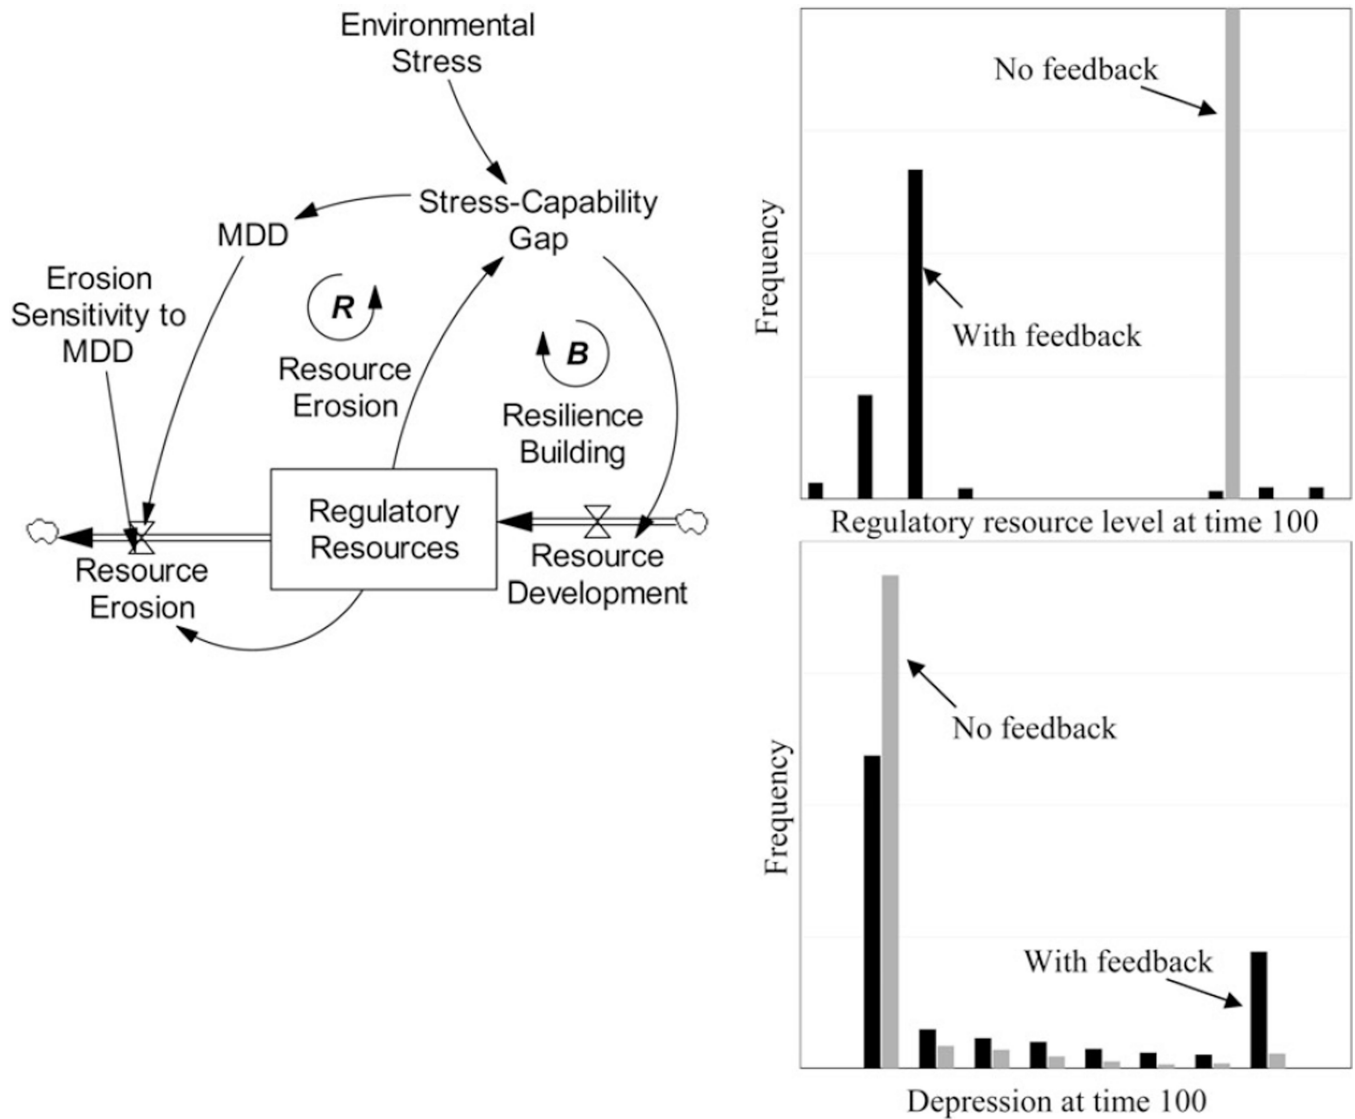 Environmental
Stress
Stress-Capability
Gap
MDD
Erosion
Sensitivity to
MDD
R
Resource
Erosion
B
Resilience
Building
Regulatory
Resources
Resource
Erosion
Resource
Development
No feedback
With feedback
Frequency
Regulatory resource level at time 100
No feedback
With feedback
Frequency
Depression at time 100